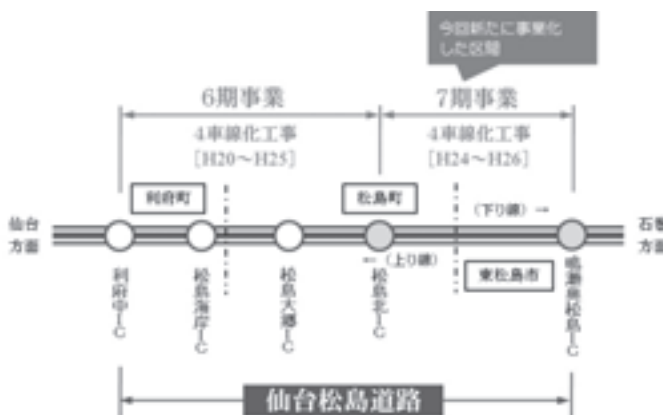 今回新たに事業化
した区間
6期事業
7期事業
4車線化工事
[H20〜H25]
4車線化工事
[H24〜H26]
利府町
松島町
(下り線) →
仙台
方面
石巻
方面
← (上り線)
東松島市
利府中IC
松島海岸IC
松島大郷IC
松島北IC
鳴瀬奥松島IC
仙台松島道路